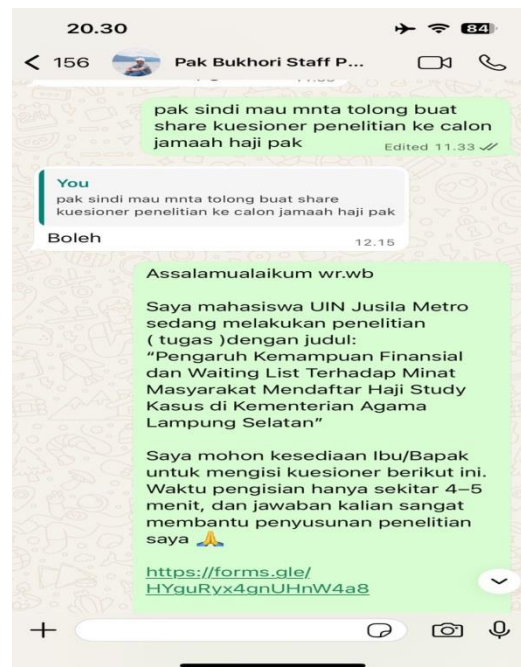 20.30
84
156
Pak Bukhori Staff P...
pak sindi mau mnta tolong buat
share kuesioner penelitian ke calon
jamaah haji pak
Edited 11.33
You
pak sindi mau mnta tolong buat share
kuesioner penelitian ke calon jamaah haji pak
Boleh
12.15
Assalamualaikum wr.wb
Saya mahasiswa UIN Jusila Metro
sedang melakukan penelitian
( tugas )dengan judul:
“Pengaruh Kemampuan Finansial
dan Waiting List Terhadap Minat
Masyarakat Mendaftar Haji Study
Kasus di Kementerian Agama
Lampung Selatan”
Saya mohon kesediaan Ibu/Bapak
untuk mengisi kuesioner berikut ini.
Waktu pengisian hanya sekitar 4–5
menit, dan jawaban kalian sangat
membantu penyusunan penelitian
saya 🙏
https://forms.gle/
HYguRyx4gnUHnW4a8